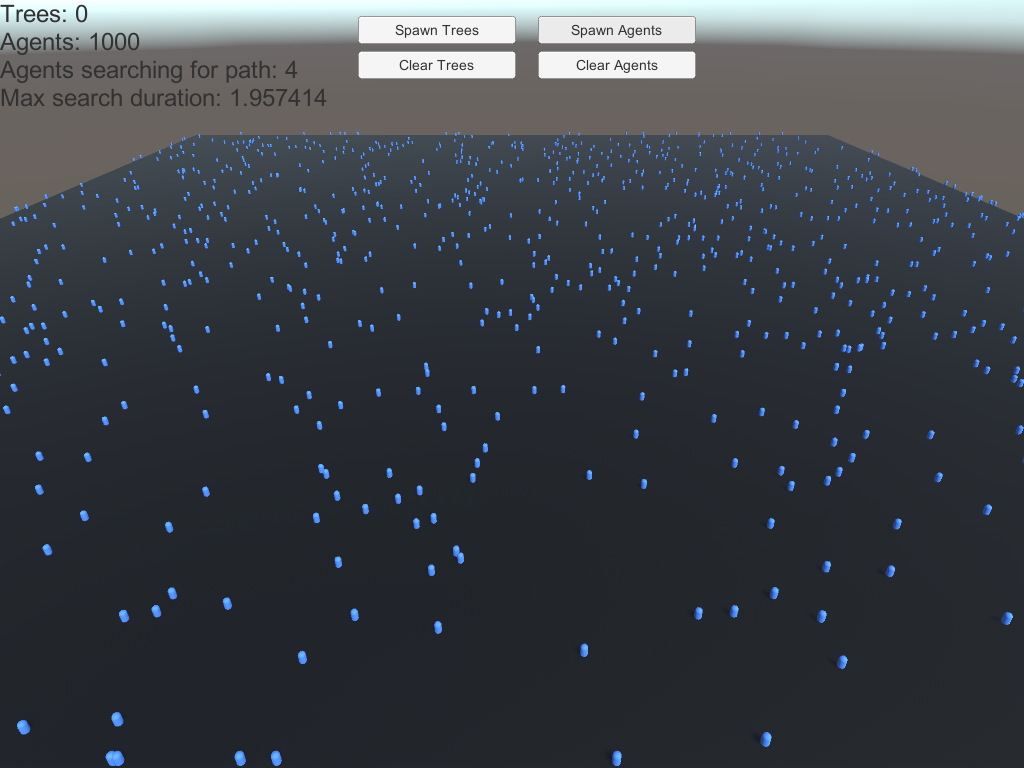 Trees: 0
Agents: 1000
Agents searching for path: 4
Max search duration: 1.957414
Spawn Trees
Spawn Agents
Clear Trees
Clear Agents